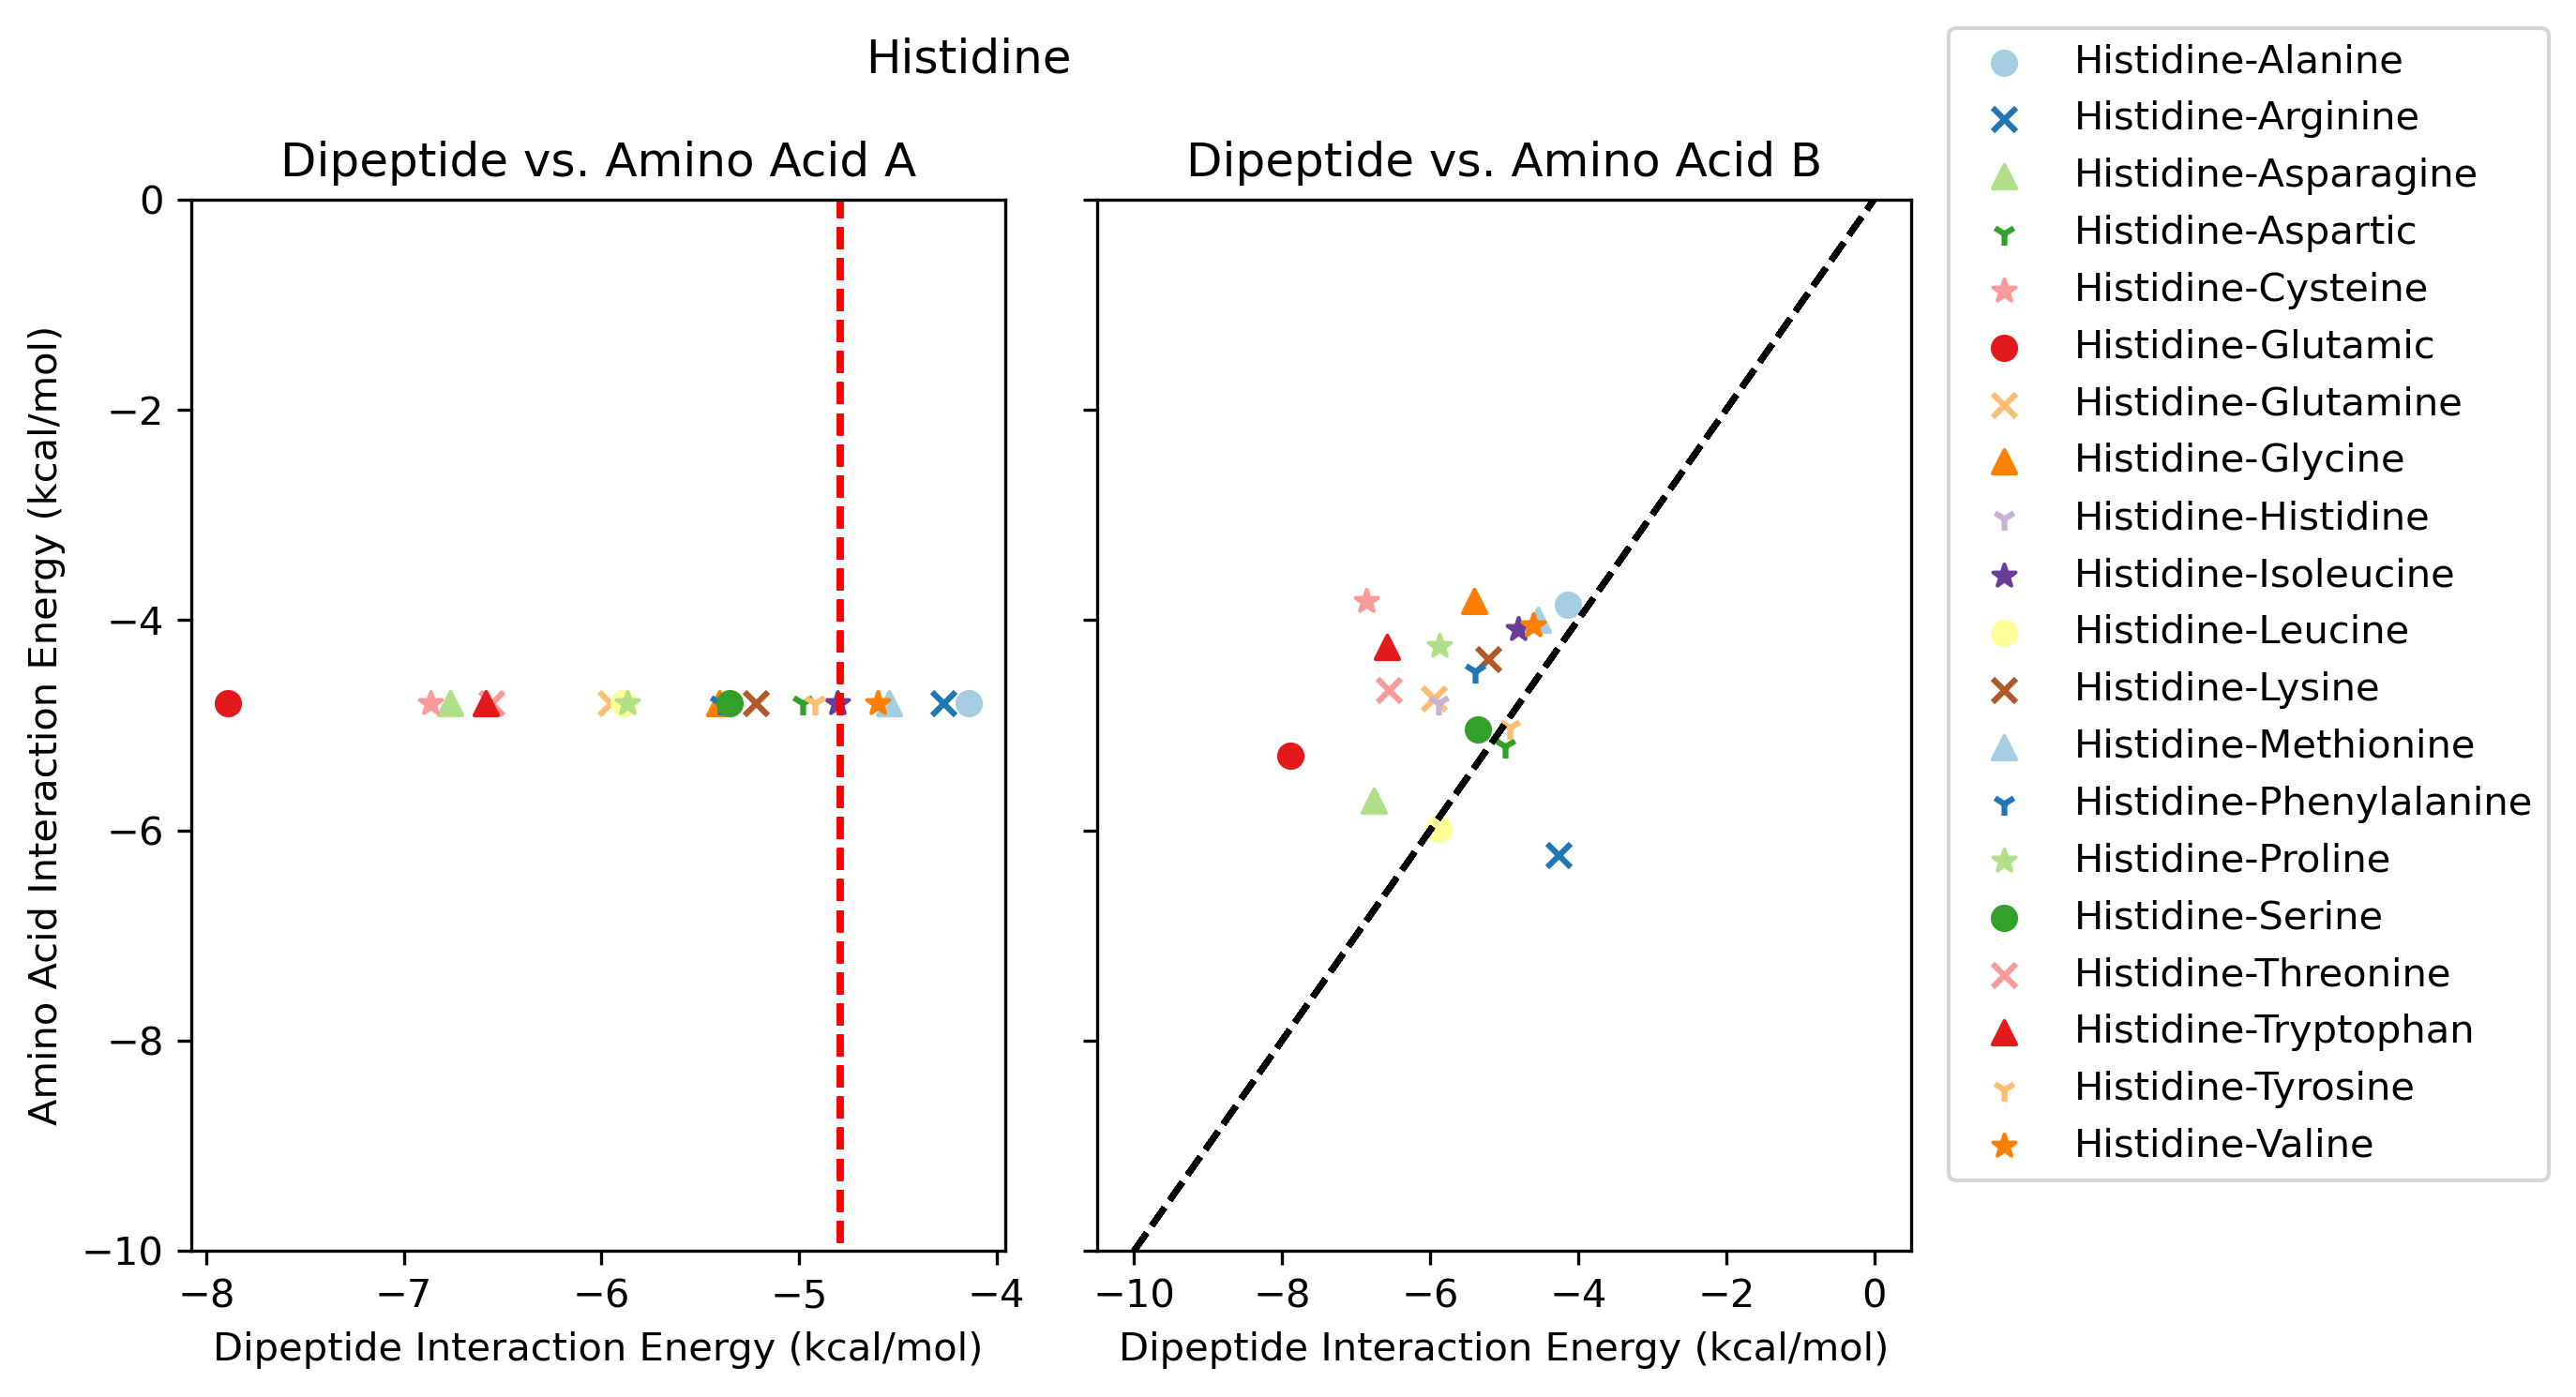 Histidine
Dipeptide vs. Amino Acid A
Dipeptide vs. Amino Acid B
Amino Acid Interaction Energy (kcal/mol)
0
−2
−4
−6
−8
−10
−8 −7 −6 −5 −4
−10 −8 −6 −4 −2 0
Dipeptide Interaction Energy (kcal/mol)
Dipeptide Interaction Energy (kcal/mol)
Histidine-Alanine
Histidine-Arginine
Histidine-Asparagine
Histidine-Aspartic
Histidine-Cysteine
Histidine-Glutamic
Histidine-Glutamine
Histidine-Glycine
Histidine-Histidine
Histidine-Isoleucine
Histidine-Leucine
Histidine-Lysine
Histidine-Methionine
Histidine-Phenylalanine
Histidine-Proline
Histidine-Serine
Histidine-Threonine
Histidine-Tryptophan
Histidine-Tyrosine
Histidine-Valine